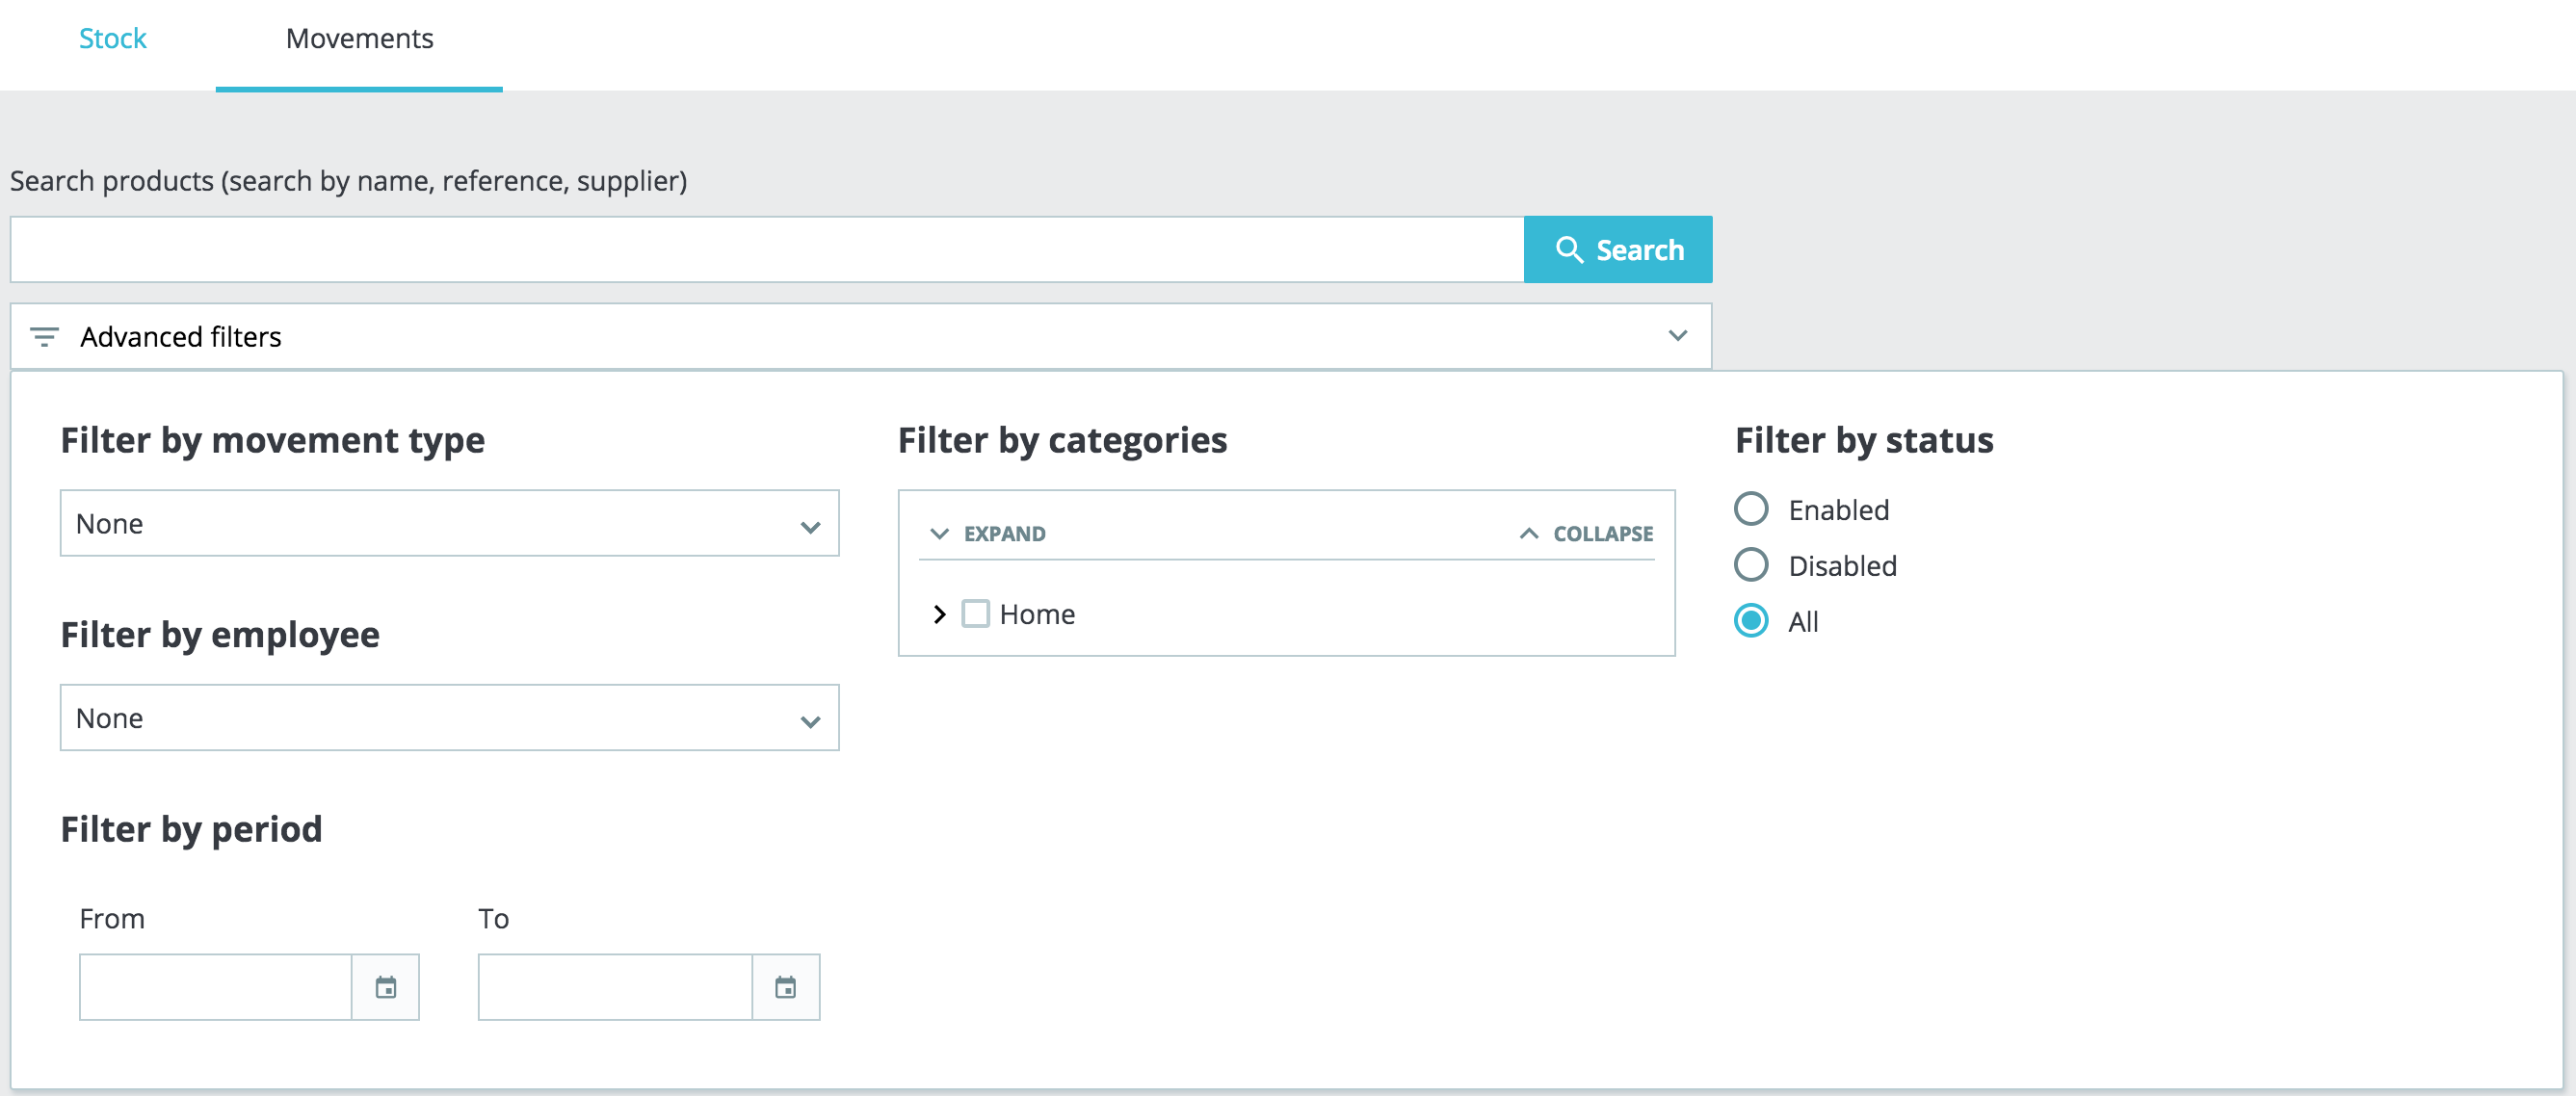 Stock
Movements
Search products (search by name, reference, supplier)
Search
Advanced filters
Filter by movement type
None
Filter by employee
None
Filter by period
From
To
Filter by categories
EXPAND
COLLAPSE
Home
Filter by status
Enabled
Disabled
All